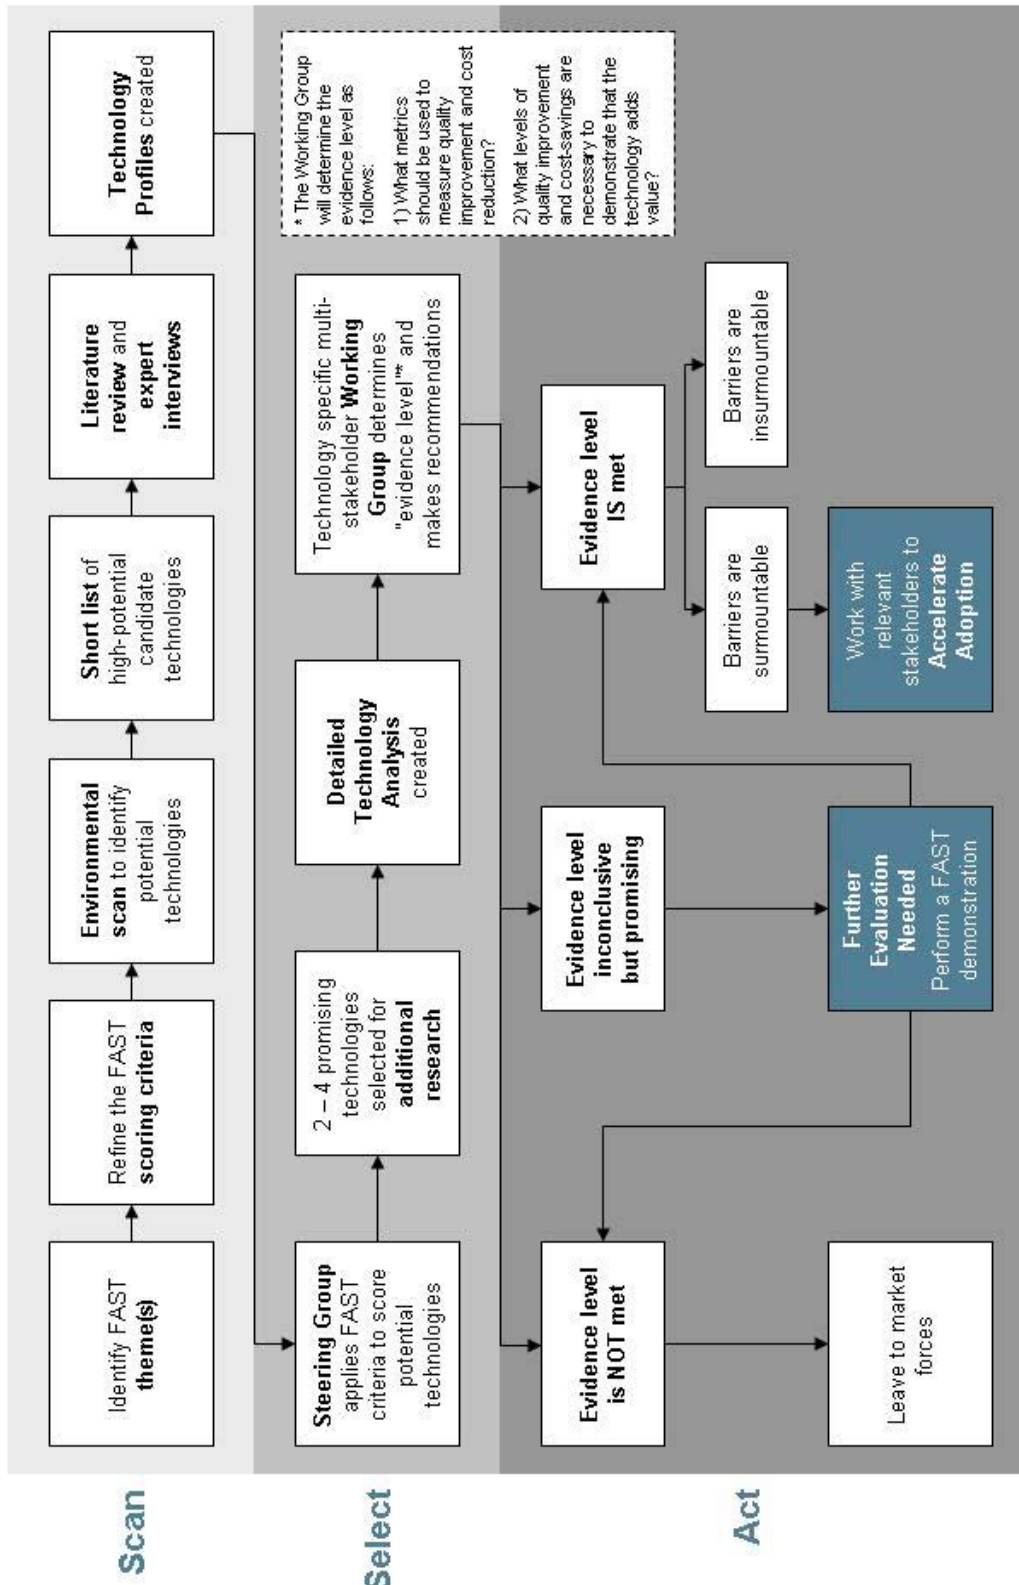 Scan
Identify FAST
theme(s)
Refine the FAST
scoring criteria
Environmental
scan to identify
potential
technologies
Short list of
high-potential
candidate
technologies
Literature
review and
expert
interviews
Technology
Profiles created
Select
Steering Group
applies FAST
criteria to score
potential
technologies
2 – 4 promising
technologies
selected for
additional
research
Detailed
Technology
Analysis
created
Technology specific multi-
stakeholder Working
Group determines
"evidence level"* and
makes recommendations
* The Working Group
will determine the
evidence level as
follows:
1) What metrics
should be used to
measure quality
improvement and cost
reduction?
2) What levels of
quality improvement
and cost-savings are
necessary to
demonstrate that the
technology adds
value?
Act
Evidence level
is NOT met
Evidence level
inconclusive
but promising
Evidence level
IS met
Barriers are
surmountable
Barriers are
insurmountable
Leave to market
forces
Further
Evaluation
Needed
Perform a FAST
demonstration
Work with
relevant
stakeholders to
Accelerate
Adoption